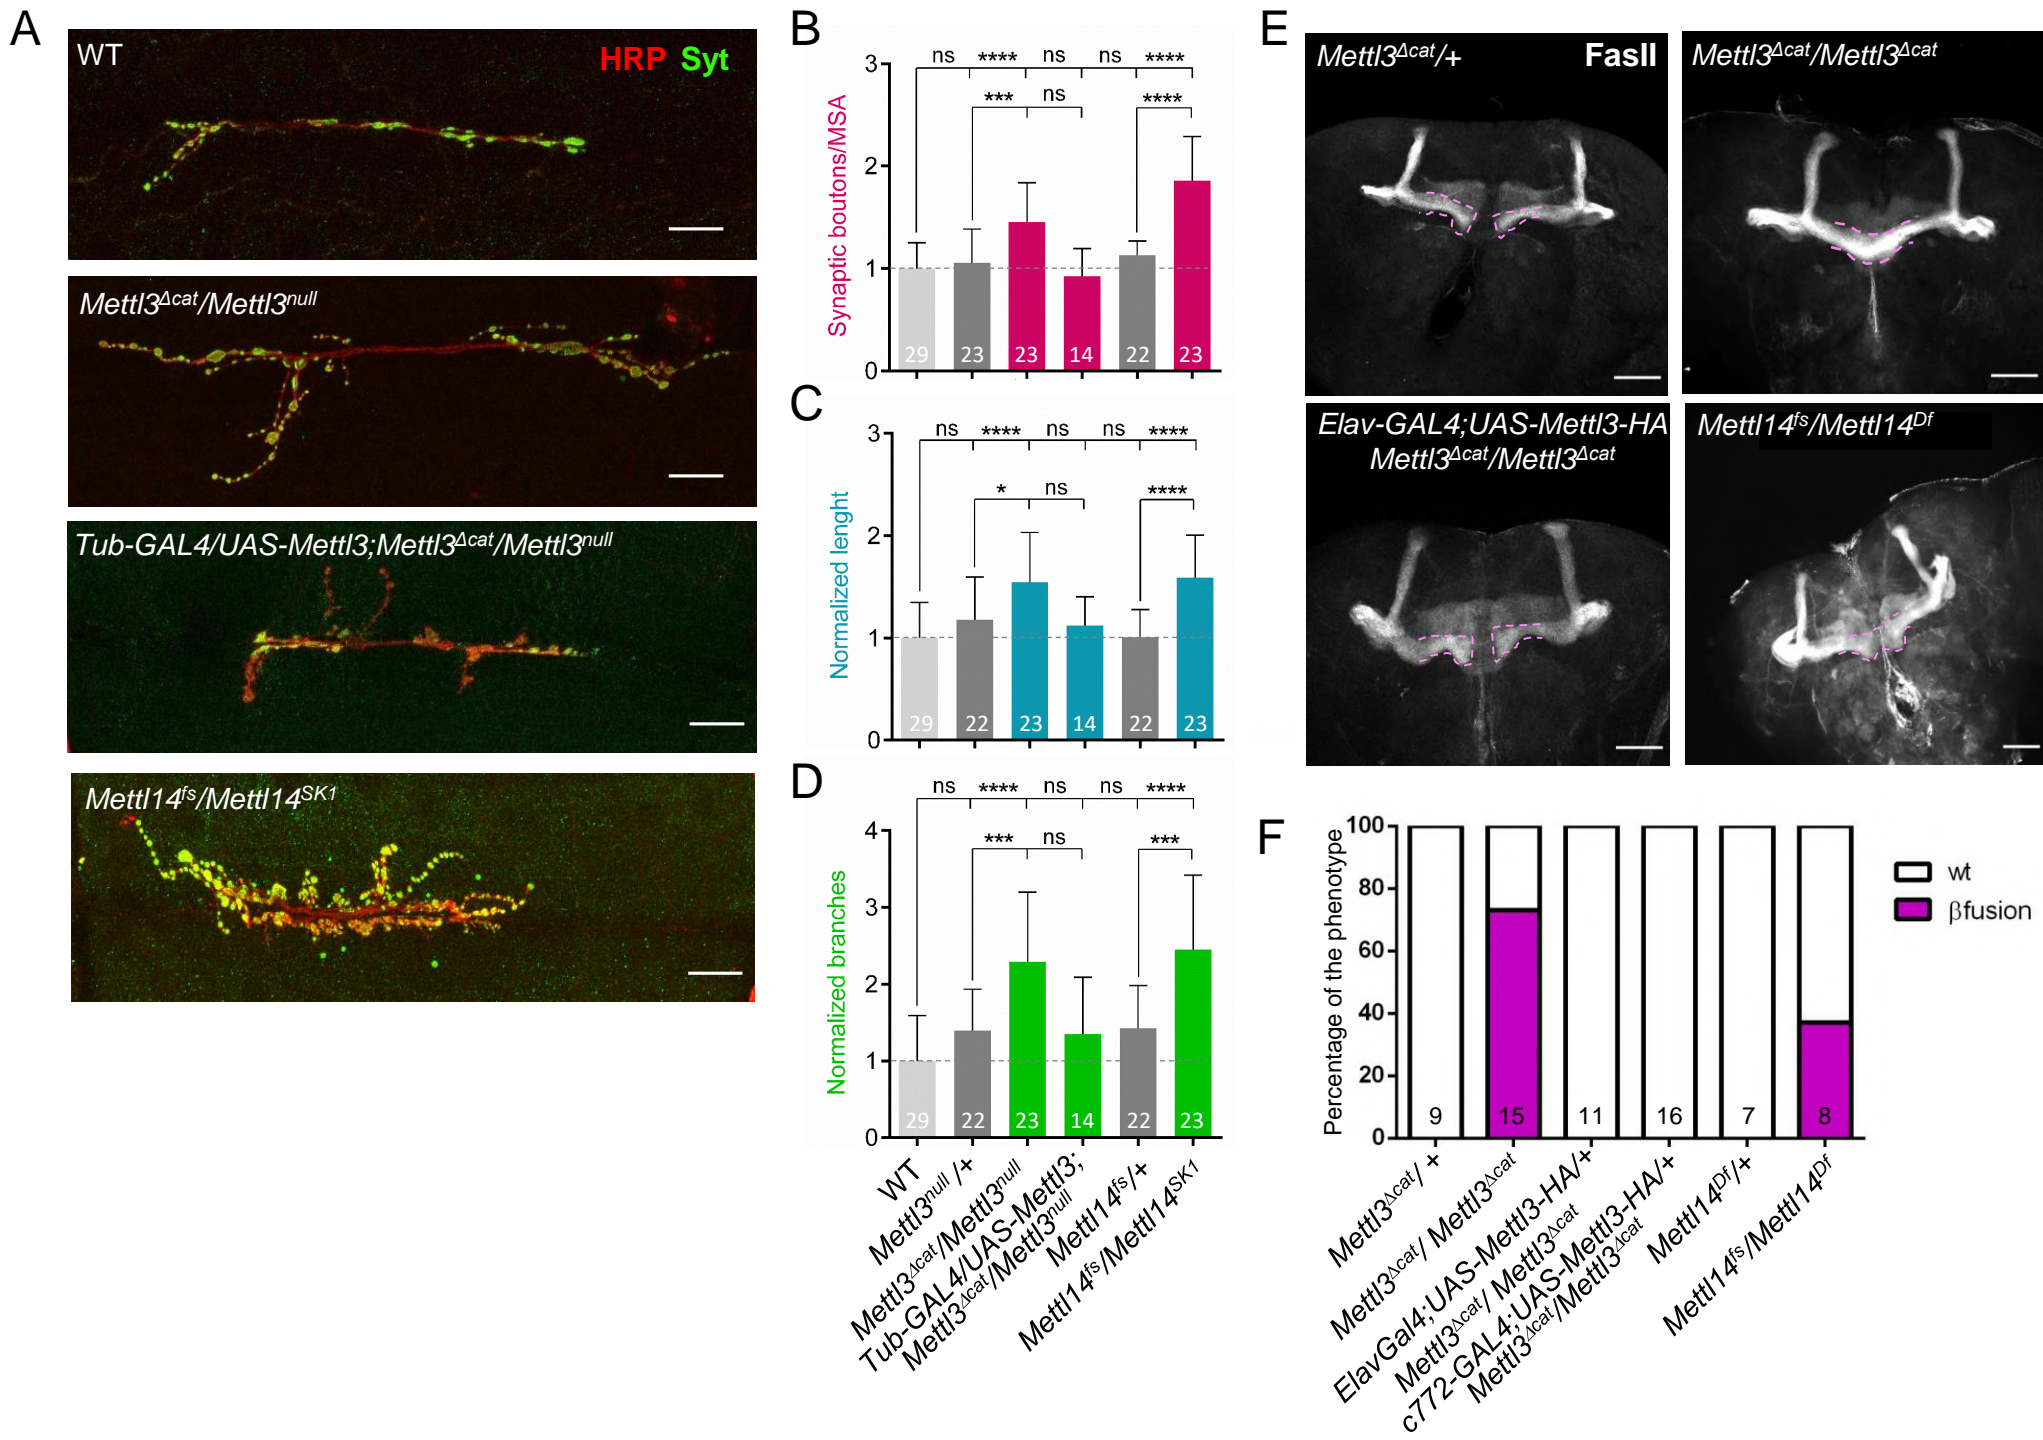 A
WT
HRP Syt
Mettl3Δcat/Mettl3null
Tub-GAL4/UAS-Mettl3;Mettl3Δcat/Mettl3null
Mettl14fs/Mettl14SK1
B
Synaptic boutons/MSA
3
2
1
0
ns **** ns ns ****
*** ns ****
29 23 23 14 22 23
C
Normalized lenght
3
2
1
0
ns **** ns ns ****
* ns ****
29 22 23 14 22 23
D
Normalized branches
4
3
2
1
0
ns **** ns ns ****
*** ns ***
29 22 23 14 22 23
WT
Mettl3null/+
Mettl3Δcat/Mettl3null
Tub-GAL4/UAS-Mettl3;
Mettl3Δcat/Mettl3null
Mettl14fs/+
Mettl14fs/Mettl14SK1
E
Mettl3Δcat/+
FasII
Mettl3Δcat/Mettl3Δcat
Elav-GAL4;UAS-Mettl3-HA
Mettl3Δcat/Mettl3Δcat
Mettl14fs/Mettl14Df
F
Percentage of the phenotype
100
80
60
40
20
0
9 15 11 16 7 8
wt
βfusion
Mettl3Δcat/+
Mettl3Δcat/ Mettl3Δcat
ElavGal4;UAS-Mettl3-HA/+
Mettl3Δcat/ Mettl3Δcat
c772-GAL4;UAS-Mettl3-HA/+
Mettl3Δcat/Mettl3Δcat
Mettl14Df/+
Mettl14fs/Mettl14Df